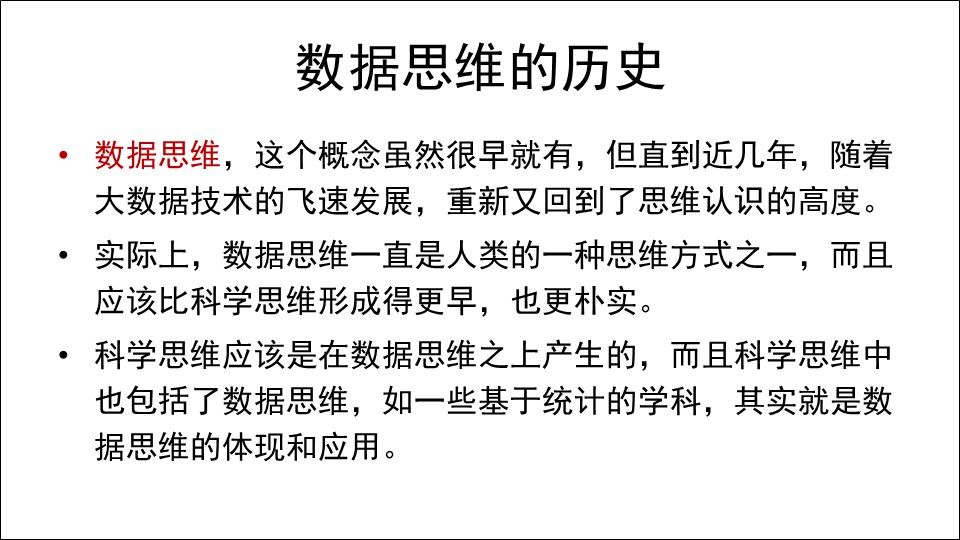 数据思维的历史
• 数据思维，这个概念虽然很早就有，但直到近几年，随着
大数据技术的飞速发展，重新又回到了思维认识的高度。
• 实际上，数据思维一直是人类的一种思维方式之一，而且
应该比科学思维形成得更早，也更朴实。
• 科学思维应该是在数据思维之上产生的，而且科学思维中
也包括了数据思维，如一些基于统计的学科，其实就是数
据思维的体现和应用。